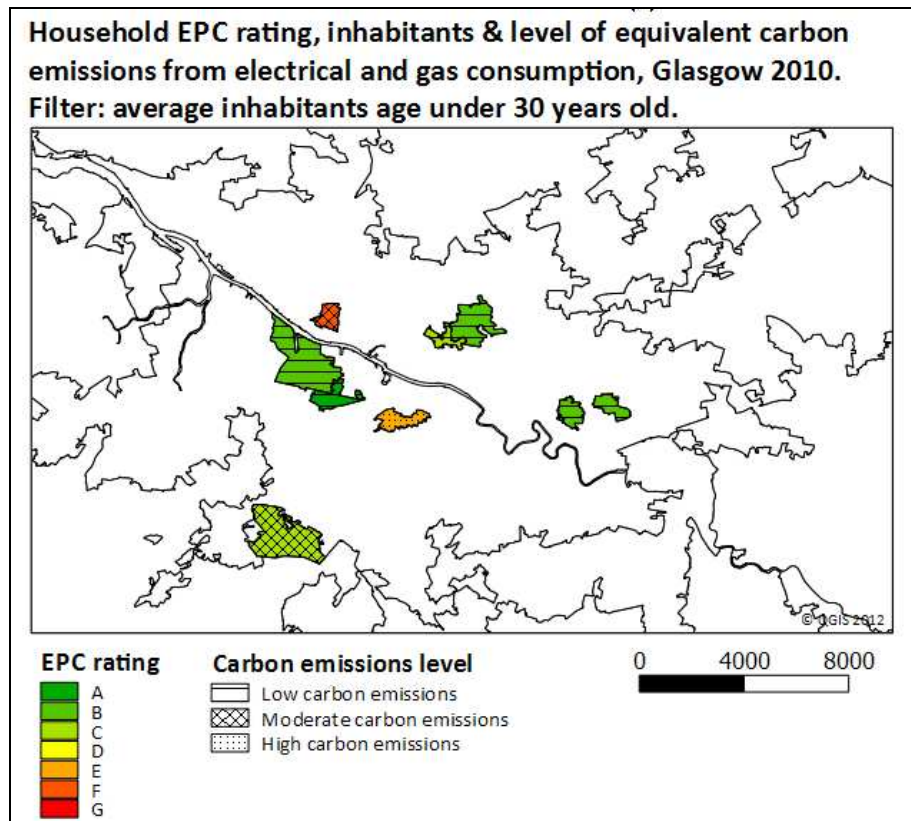 Household EPC rating, inhabitants & level of equivalent carbon
emissions from electrical and gas consumption, Glasgow 2010.
Filter: average inhabitants age under 30 years old.
© QGIS 2012
EPC rating
A
B
C
D
E
F
G
Carbon emissions level
Low carbon emissions
Moderate carbon emissions
High carbon emissions
0 4000 8000